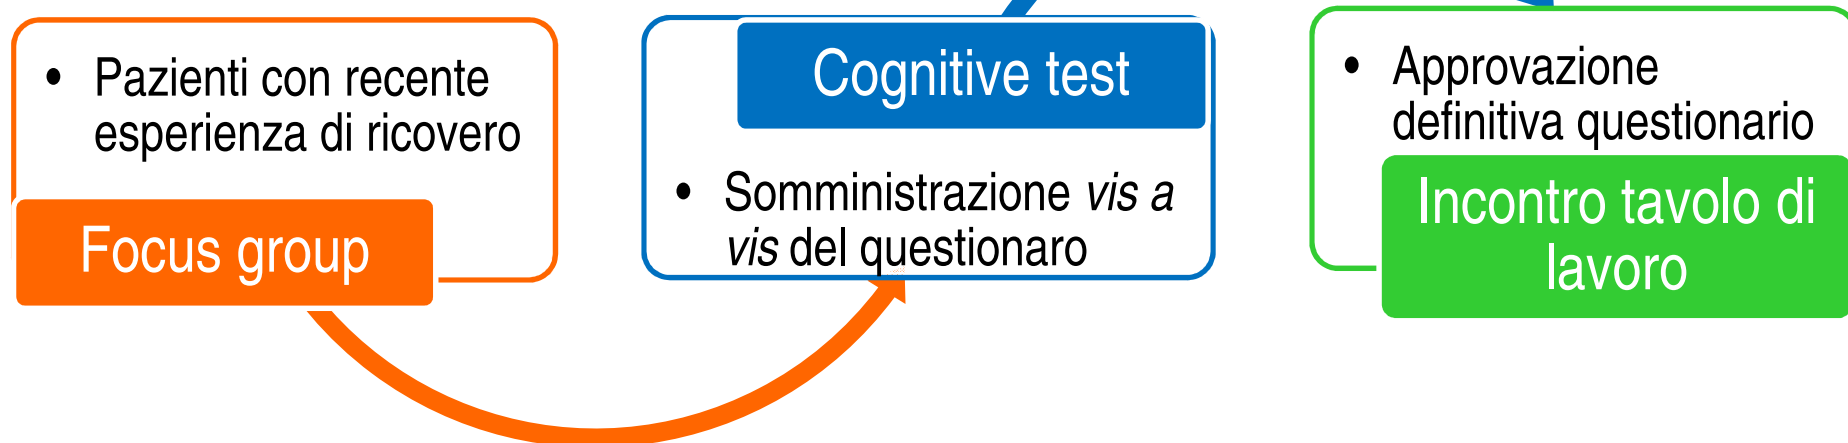 • Pazienti con recente
esperienza di ricovero
Focus group
Cognitive test
• Somministrazione vis a
vis del questionaro
• Approvazione
definitiva questionario
Incontro tavolo di
lavoro